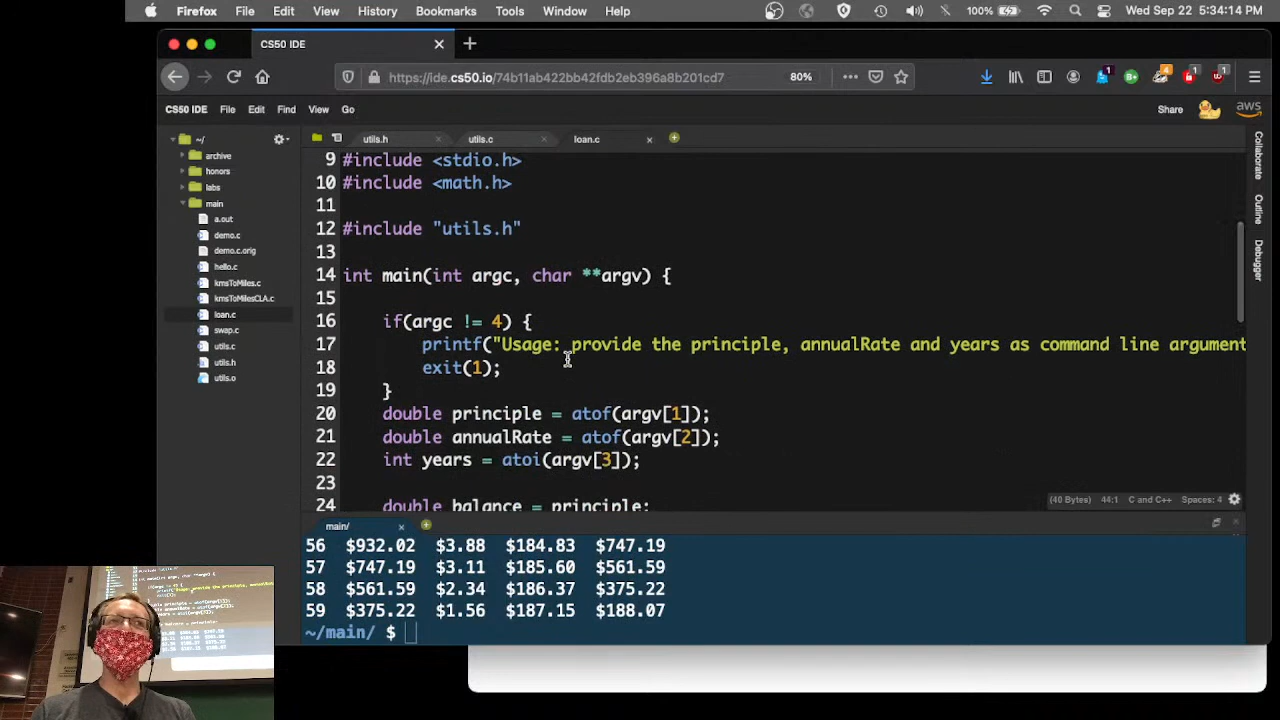 Firefox File Edit View History Bookmarks Tools Window Help 100% Wed Sep 22 5:34:14 PM
CS50 IDE
https://ide.cs50.io/74b11ab422bb42fdb2eb396a8b201cd7 80%
CS50 IDE File Edit Find View Go Share aws
~/ utils.h utils.c loan.c
archive
honors
labs
main
a.out
demo.c
demo.c.orig
hello.c
kmsToMiles.c
kmsToMilesCLA.c
loan.c
swap.c
utils.c
utils.h
utils.o
9 #include <stdio.h>
10 #include <math.h>
11
12 #include "utils.h"
13
14 int main(int argc, char **argv) {
15
16 if(argc != 4) {
17 printf("Usage: provide the principle, annualRate and years as command line argument
18 exit(1);
19 }
20 double principle = atof(argv[1]);
21 double annualRate = atof(argv[2]);
22 int years = atoi(argv[3]);
23
24 double balance = principle;
(40 Bytes) 44:1 C and C++ Spaces: 4
Collaborate
Outline
Debugger
main/
56 $932.02 $3.88 $184.83 $747.19
57 $747.19 $3.11 $185.60 $561.59
58 $561.59 $2.34 $186.37 $375.22
59 $375.22 $1.56 $187.15 $188.07
~/main/ $